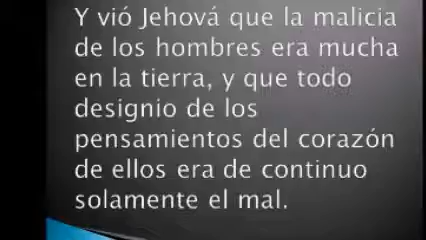 Y vió Jehová que la malicia
de los hombres era mucha
en la tierra, y que todo
designio de los
pensamientos del corazón
de ellos era de continuo
solamente el mal.